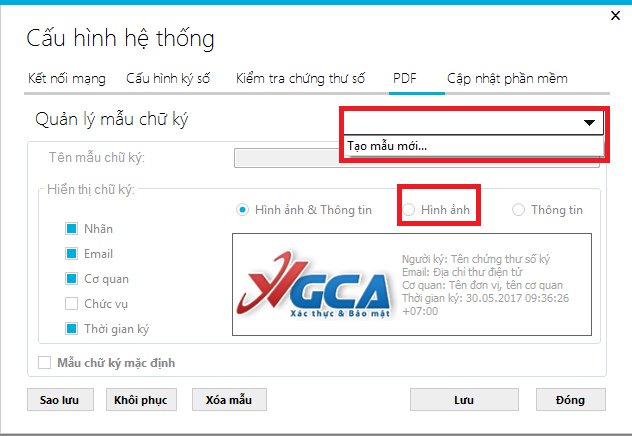 Cấu hình hệ thống
Kết nối mạng Cấu hình ký số Kiểm tra chứng thư số PDF Cập nhật phần mềm
Quản lý mẫu chữ ký
Tạo mẫu mới...
Tên mẫu chữ ký:
Hiển thị chữ ký:
Hình ảnh & Thông tin Hình ảnh Thông tin
Nhãn
Email
Cơ quan
Chức vụ
Thời gian ký
VGCA
Xác thực & Bảo mật
Người ký: Tên chứng thư số ký
Email: Địa chỉ thư điện tử
Cơ quan: Tên đơn vị, tên cơ quan
Thời gian ký: 30.05.2017 09:36:26
+07:00
Mẫu chữ ký mặc định
Sao lưu Khôi phục Xóa mẫu Lưu Đóng